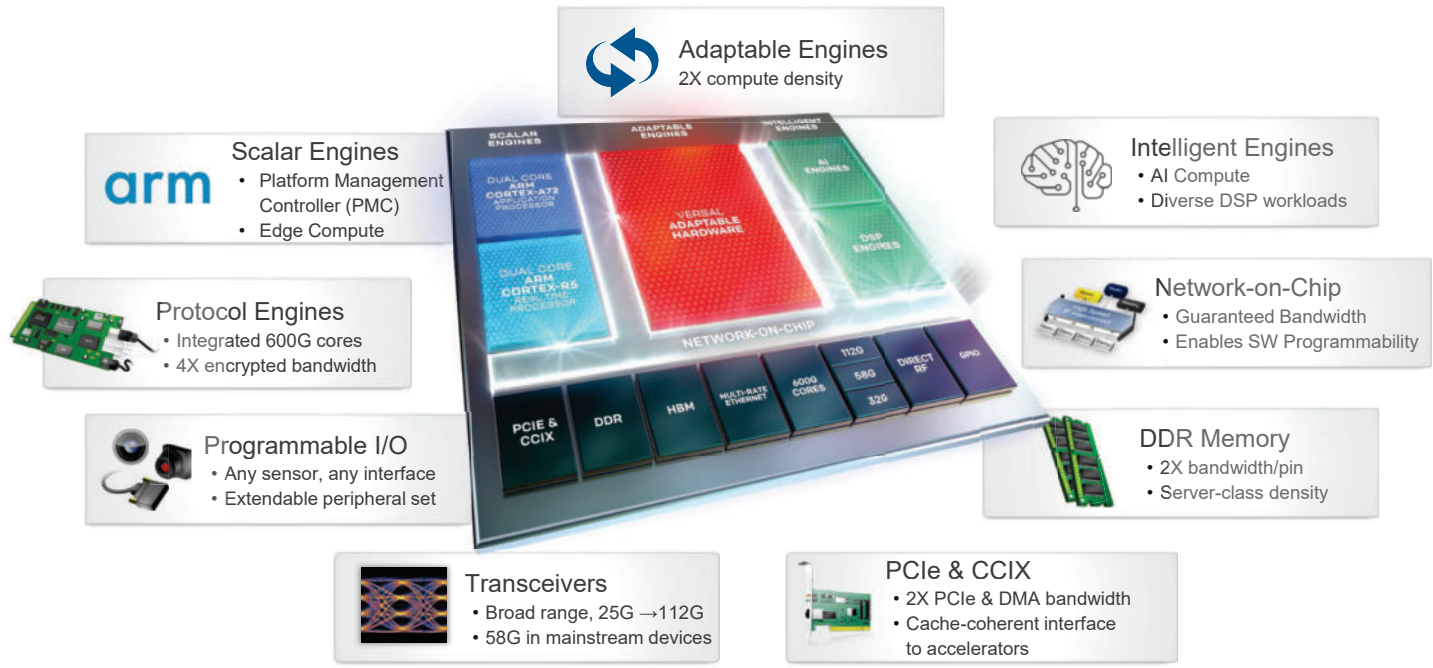 Adaptable Engines
2X compute density
arm
Scalar Engines
• Platform Management
Controller (PMC)
• Edge Compute
Intelligent Engines
• AI Compute
• Diverse DSP workloads
SCALAR
ENGINES
ADAPTABLE
ENGINES
INTELLIGENT
ENGINES
DUAL CORE
ARM
CORTEX-A72
APPLICATION
PROCESSOR
VERSAL
ADAPTABLE
HARDWARE
AI
ENGINES
DSP
ENGINES
DUAL CORE
ARM
CORTEX-R5
REAL TIME
PROCESSOR
NETWORK-ON-CHIP
PCIE &
CCIX
DDR
HBM
MULTI-RATE
ETHERNET
600G
CORES
112G
58G
32G
DIRECT
RF
GPIO
Protocol Engines
• Integrated 600G cores
• 4X encrypted bandwidth
Network-on-Chip
• Guaranteed Bandwidth
• Enables SW Programmability
Programmable I/O
• Any sensor, any interface
• Extendable peripheral set
DDR Memory
• 2X bandwidth/pin
• Server-class density
Transceivers
• Broad range, 25G →112G
• 58G in mainstream devices
PCIe & CCIX
• 2X PCIe & DMA bandwidth
• Cache-coherent interface
to accelerators